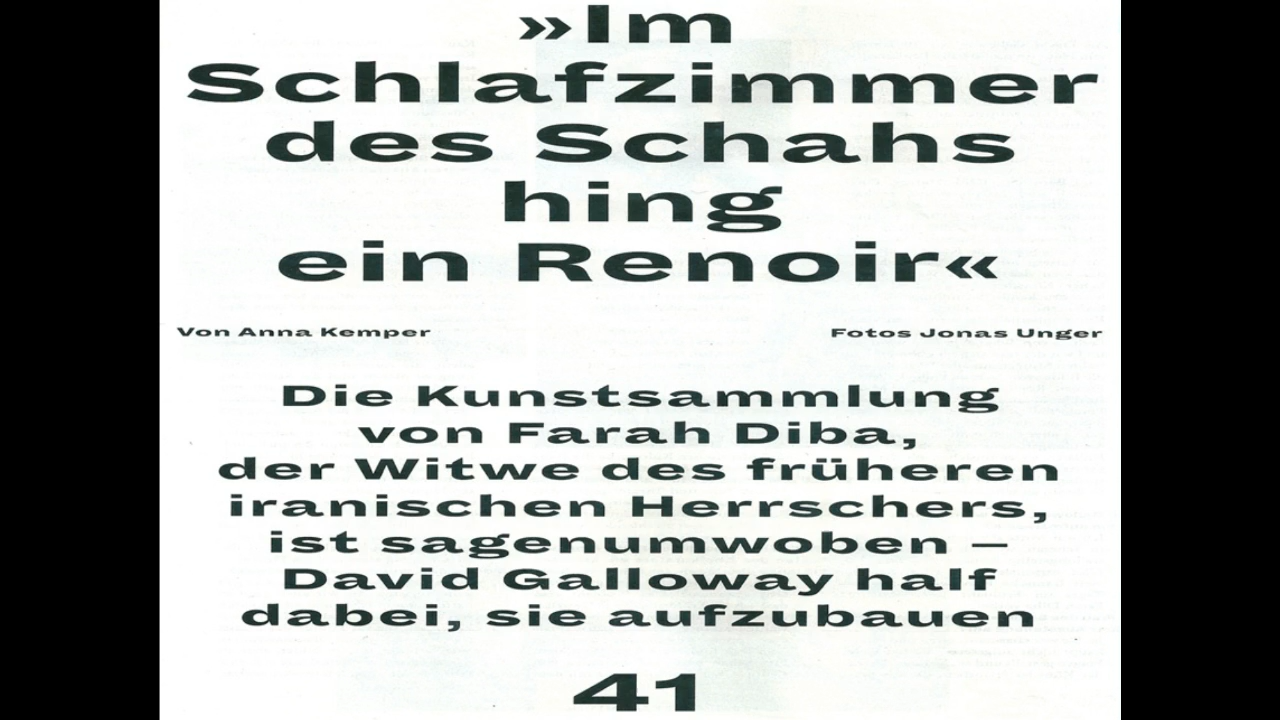 »Im
Schlafzimmer
des Schahs
hing
ein Renoir«
Von Anna Kemper
Fotos Jonas Unger
Die Kunstsammlung
von Farah Diba,
der Witwe des früheren
iranischen Herrschers,
ist sagenumwoben –
David Galloway half
dabei, sie aufzubauen
41